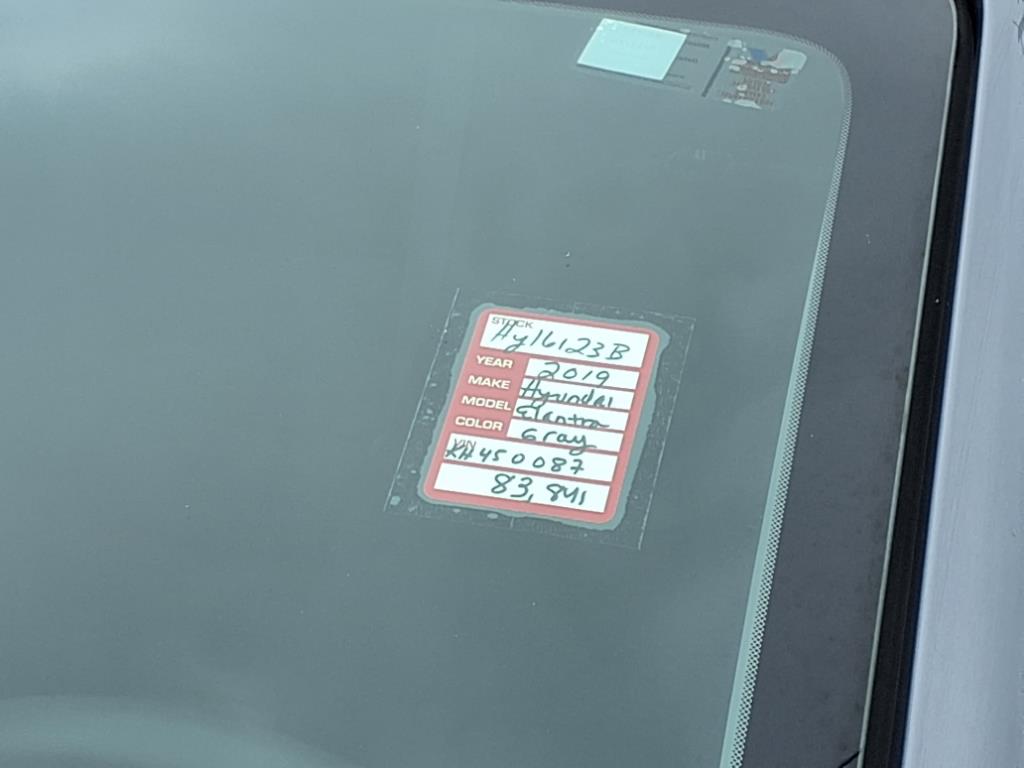 STOCK
Hy16123B
YEAR 2019
MAKE Hyundai
MODEL Elantra
COLOR Gray
VIN
KH450087
83,841